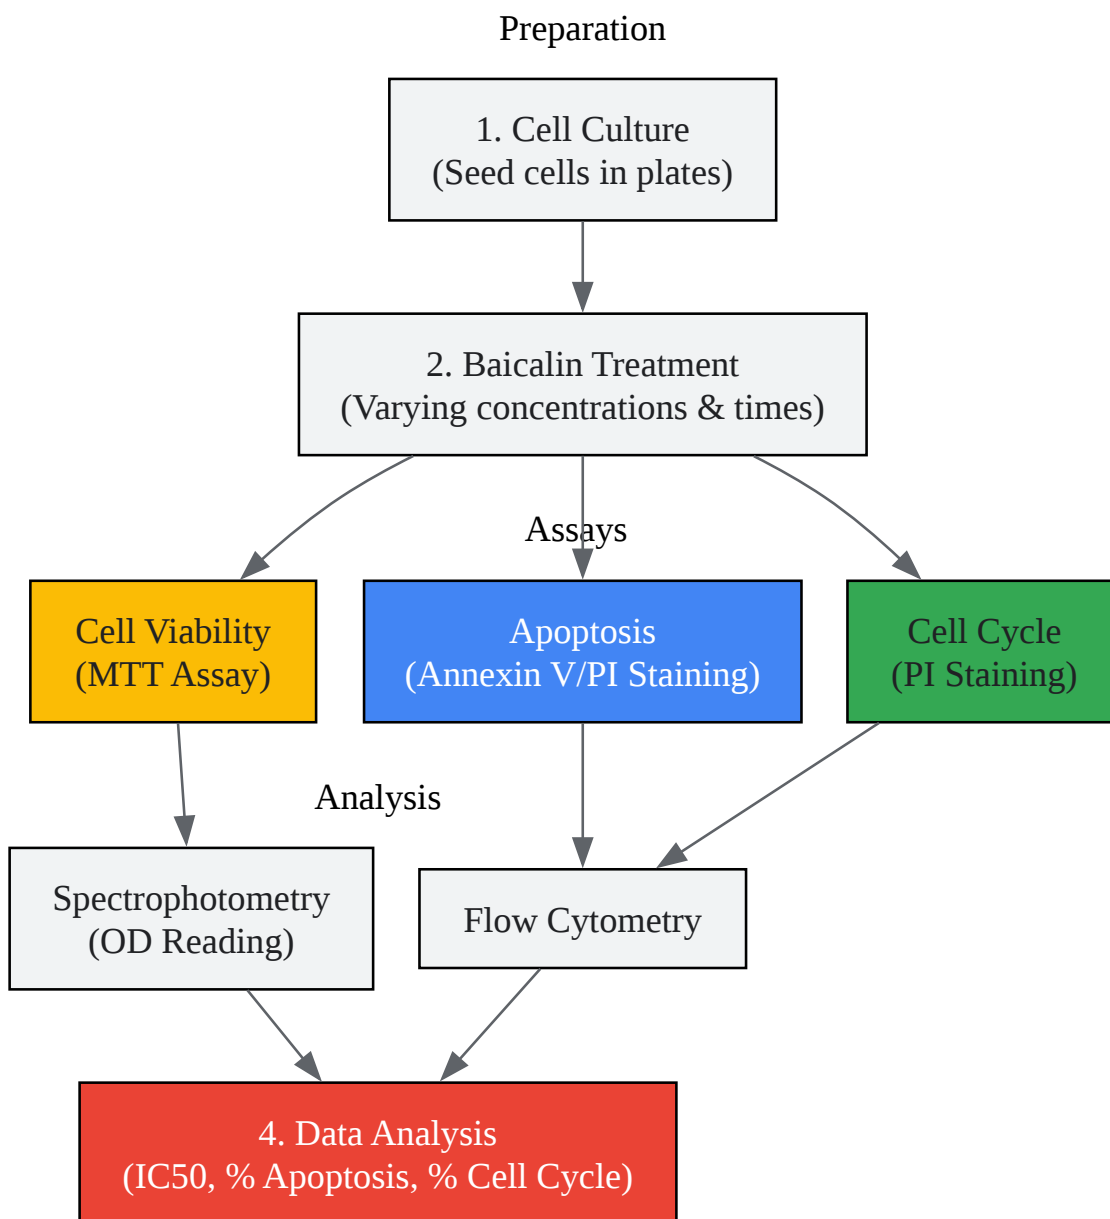 Preparation
1. Cell Culture
(Seed cells in plates)
2. Baicalin Treatment
(Varying concentrations & times)
Assays
Cell Viability
(MTT Assay)
Apoptosis
(Annexin V/PI Staining)
Cell Cycle
(PI Staining)
Analysis
Spectrophotometry
(OD Reading)
Flow Cytometry
4. Data Analysis
(IC50, % Apoptosis, % Cell Cycle)